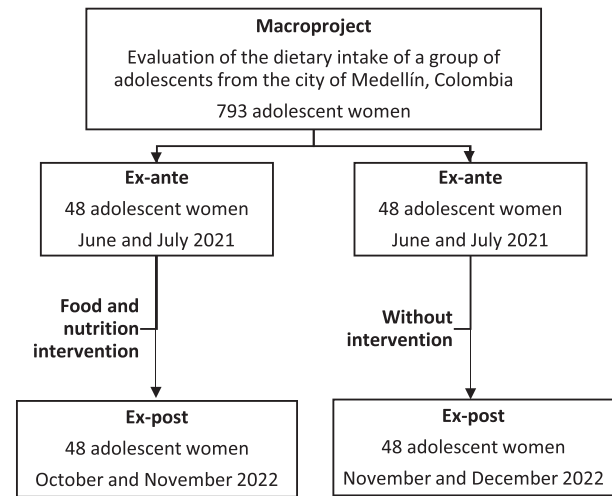 Macroproject
Evaluation of the dietary intake of a group of
adolescents from the city of Medellín, Colombia
793 adolescent women
Ex-ante
48 adolescent women
June and July 2021
Ex-ante
48 adolescent women
June and July 2021
Food and
nutrition
intervention
Without
intervention
Ex-post
48 adolescent women
October and November 2022
Ex-post
48 adolescent women
November and December 2022